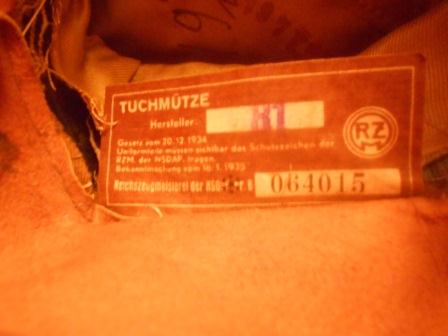 TUCHMÜTZE
Hersteller
Gesetz vom 20.12.1934
Uniformteile müssen sichtbar das Schutzzeichen der
RZM. der NSDAP. tragen.
Bekanntmachung vom 16.1.1935
Reichszeugmeisterei der NSD
B 064015
RZM